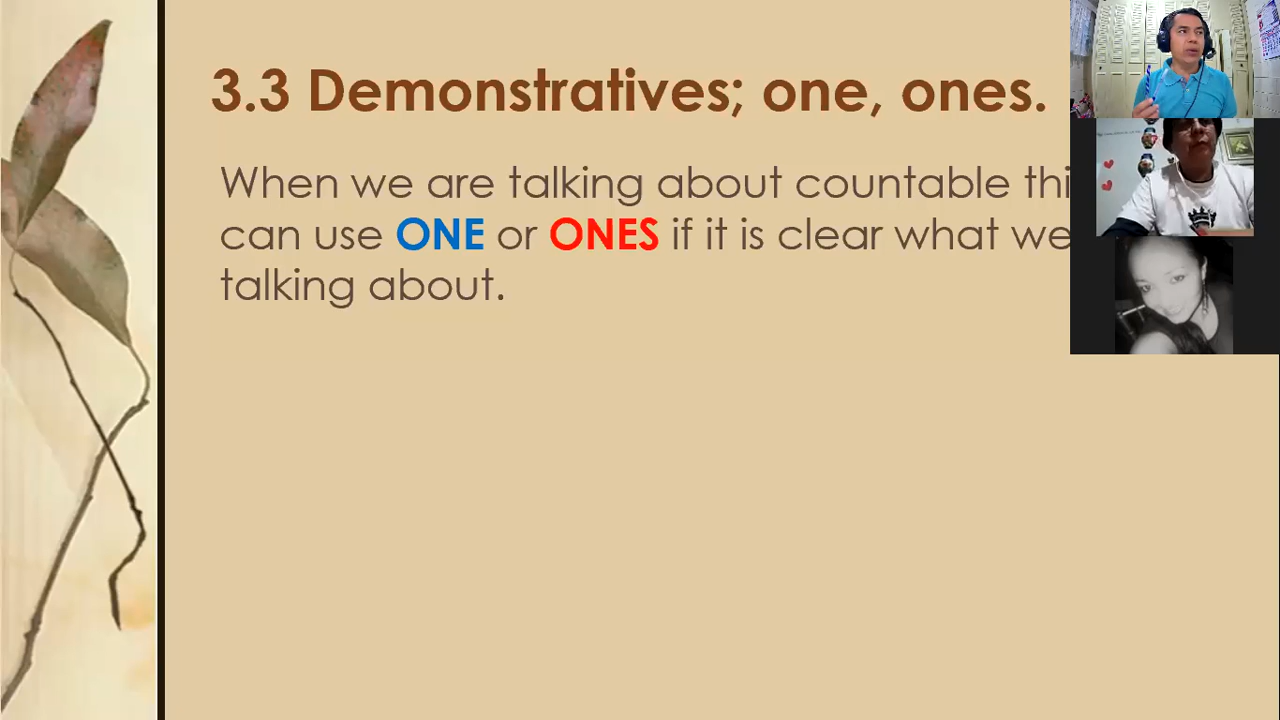 3.3 Demonstratives; one, ones.
When we are talking about countable
can use ONE or ONES if it is clear what we
talking about.